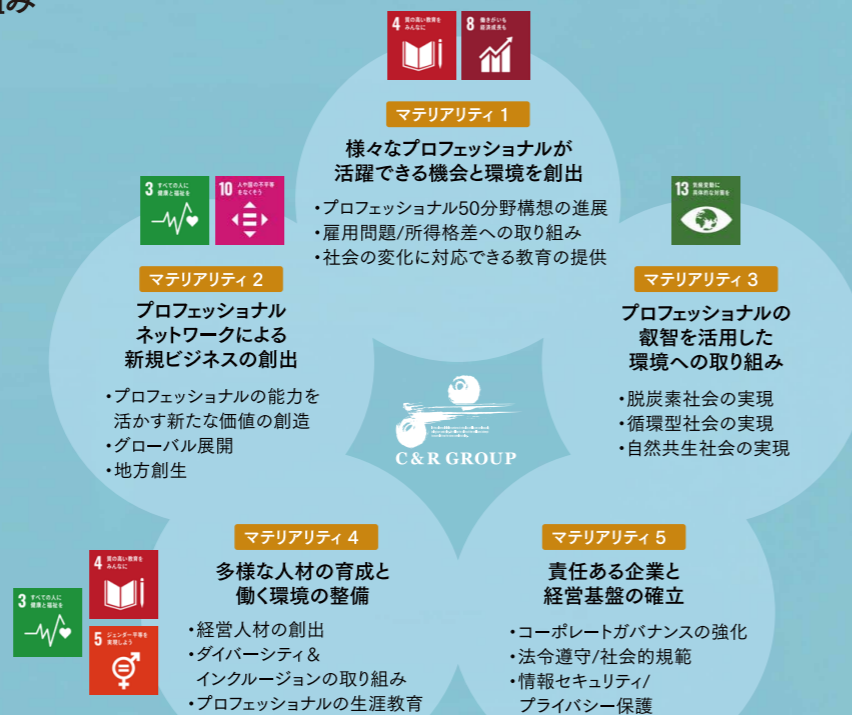 み
4 質の高い教育を
みんなに
8 働きがいも
経済成長も
マテリアリティ 1
様々なプロフェッショナルが
活躍できる機会と環境を創出
・プロフェッショナル50分野構想の進展
・雇用問題/所得格差への取り組み
・社会の変化に対応できる教育の提供
3 すべての人に
健康と福祉を
10 人や国の不平等
をなくそう
マテリアリティ 2
プロフェッショナル
ネットワークによる
新規ビジネスの創出
・プロフェッショナルの能力を
活かす新たな価値の創造
・グローバル展開
・地方創生
13 気候変動に
具体的な対策を
マテリアリティ 3
プロフェッショナルの
叡智を活用した
環境への取り組み
・脱炭素社会の実現
・循環型社会の実現
・自然共生社会の実現
C&R GROUP
3 すべての人に
健康と福祉を
4 質の高い教育を
みんなに
5 ジェンダー平等を
実現しよう
マテリアリティ 4
多様な人材の育成と
働く環境の整備
・経営人材の創出
・ダイバーシティ&
インクルージョンの取り組み
・プロフェッショナルの生涯教育
マテリアリティ 5
責任ある企業と
経営基盤の確立
・コーポレートガバナンスの強化
・法令遵守/社会的規範
・情報セキュリティ/
プライバシー保護